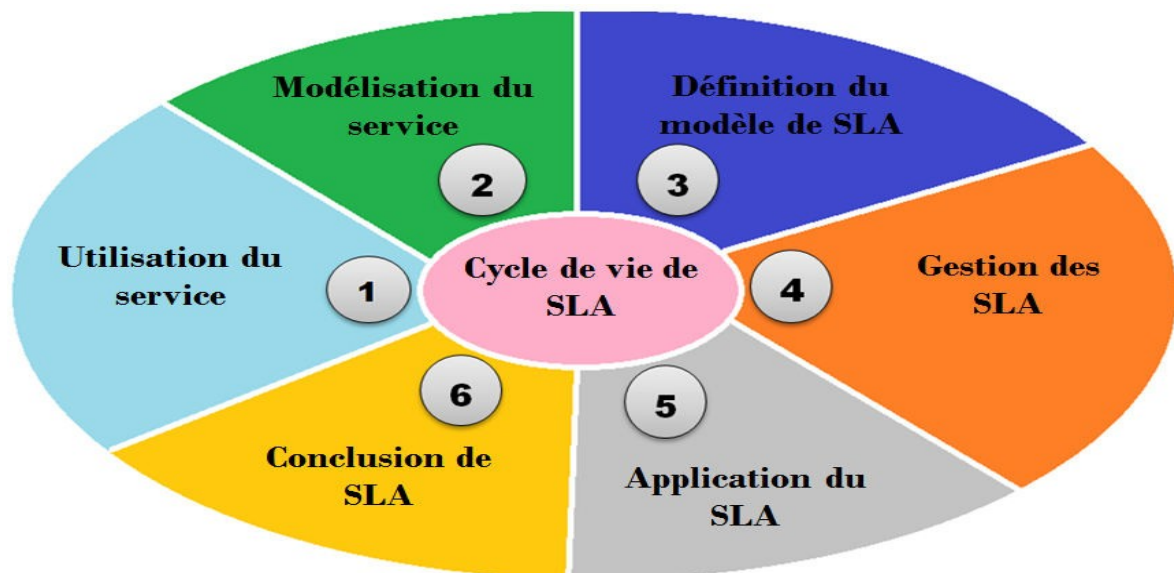 Modélisation du
service
2
Définition du
modèle de SLA
3
Utilisation du
service
1
Cycle de vie de
SLA
4
Gestion des
SLA
6
Conclusion de
SLA
5
Application du
SLA